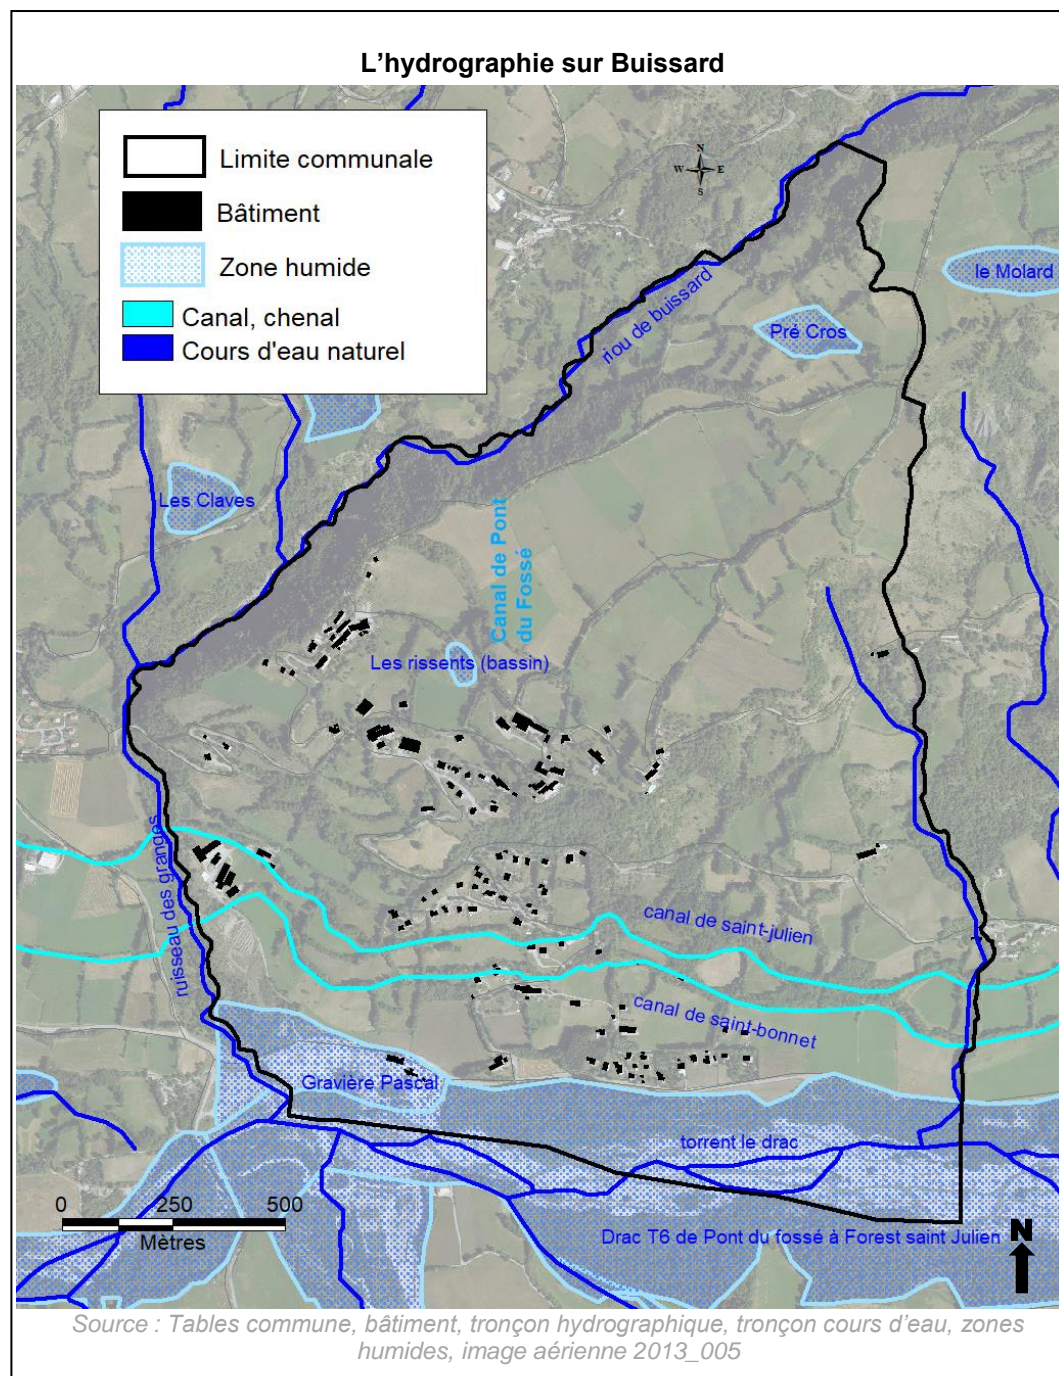 L'hydrographie sur Buissard
Limite communale
Bâtiment
Zone humide
Canal, chenal
Cours d'eau naturel
N
W E
S
le Molard
Pré Cros
riou de buissard
Les Claves
Canal de Pont
du Fossé
Les rissents (bassin)
ruisseau des granges
canal de saint-julien
canal de saint-bonnet
Gravière Pascal
torrent le drac
0 250 500
Mètres
Drac T6 de Pont du fossé à Forest saint Julien
N
Source : Tables commune, bâtiment, tronçon hydrographique, tronçon cours d'eau, zones
humides, image aérienne 2013_005